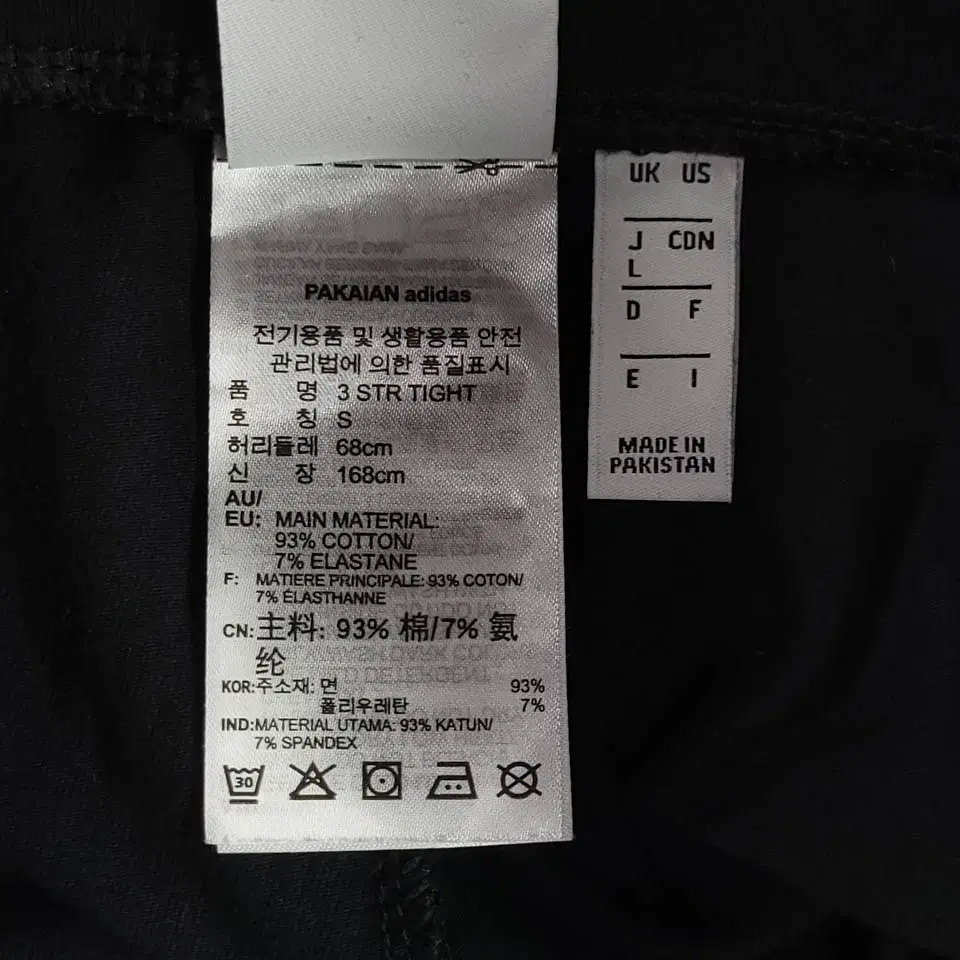 PAKAIAN adidas
전기용품 및 생활용품 안전
관리법에 의한 품질표시
품 명 3 STR TIGHT
호 칭 S
허리둘레 68cm
신 장 168cm
AU/
EU: MAIN MATERIAL:
93% COTTON/
7% ELASTANE
F: MATIERE PRINCIPALE: 93% COTON/
7% ÉLASTHANNE
CN: 主料: 93% 棉/7% 氨
纶
KOR:주소재: 면 93%
폴리우레탄 7%
IND:MATERIAL UTAMA: 93% KATUN/
7% SPANDEX
30
UK US
J CDN
L
D F
E I
MADE IN
PAKISTAN